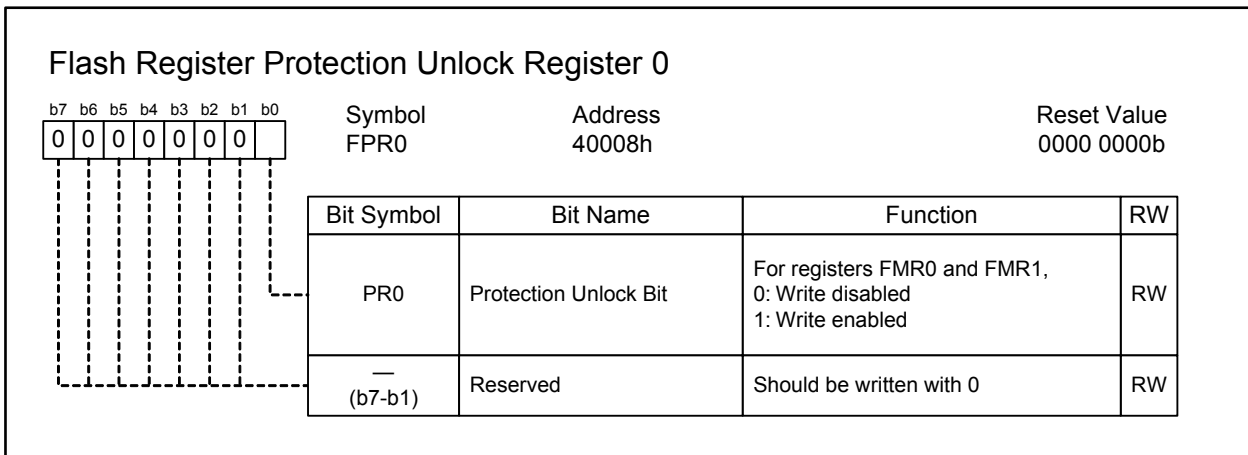 Flash Register Protection Unlock Register 0
b7 b6 b5 b4 b3 b2 b1 b0
0 0 0 0 0 0 0
Symbol Address Reset Value
FPR0 40008h 0000 0000b
Bit Symbol Bit Name Function RW
PR0 Protection Unlock Bit For registers FMR0 and FMR1,
0: Write disabled
1: Write enabled RW
—
(b7-b1) Reserved Should be written with 0 RW